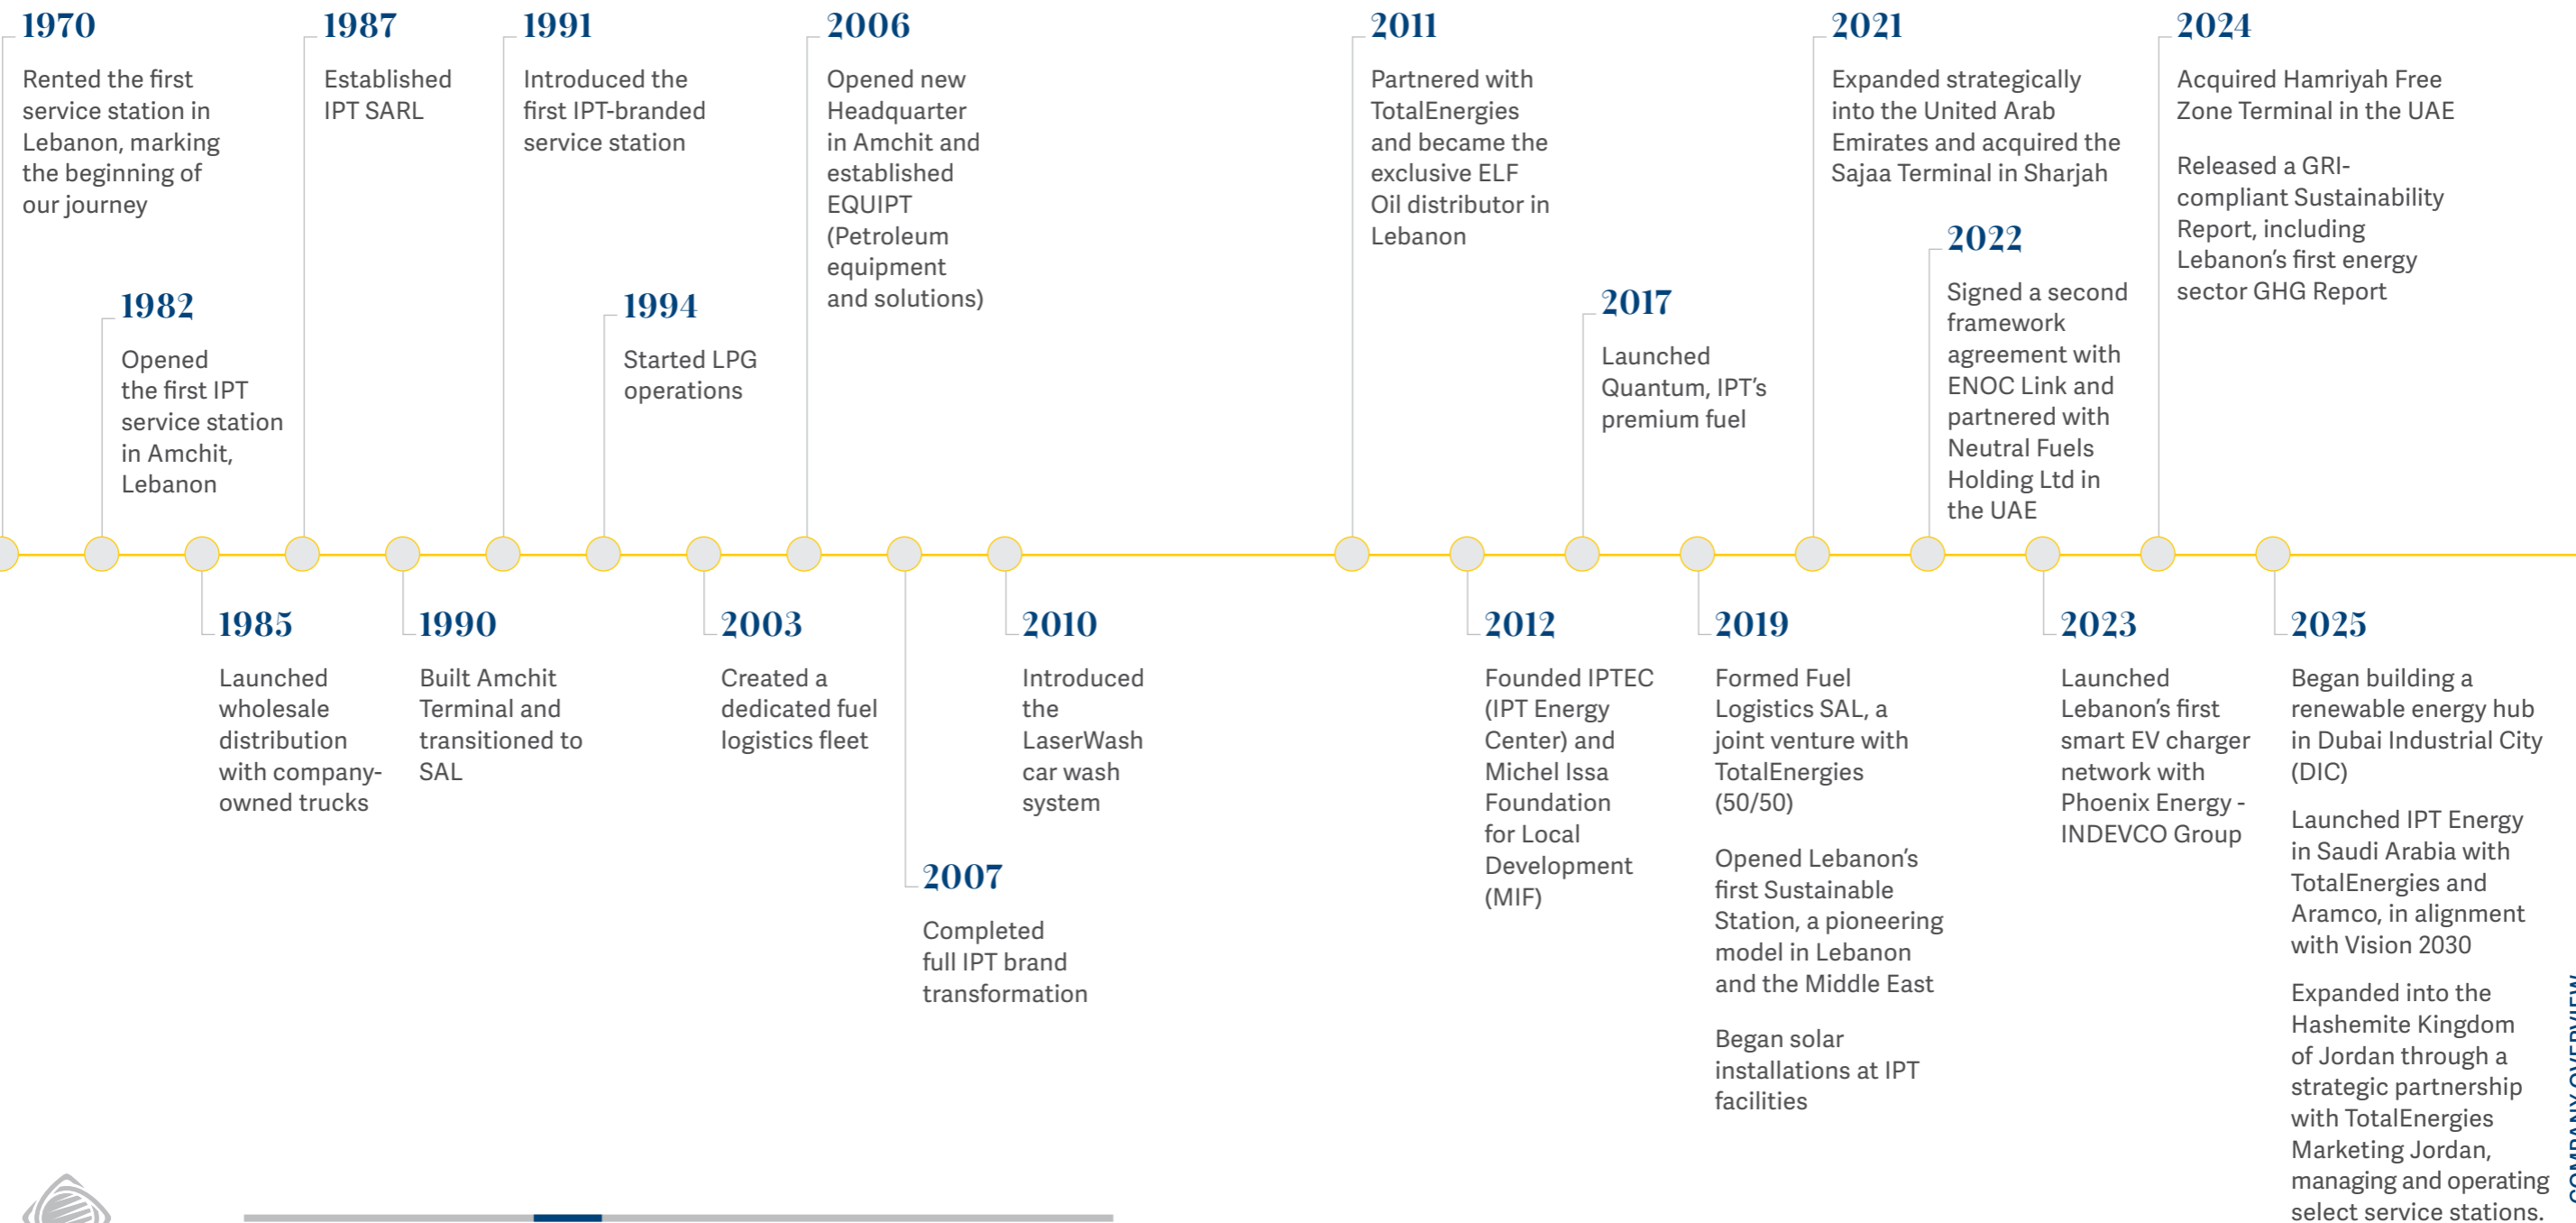 1970
Rented the first
service station in
Lebanon, marking
the beginning of
our journey
1982
Opened
the first IPT
service station
in Amchit,
Lebanon
1985
Launched
wholesale
distribution
with company-
owned trucks
1987
Established
IPT SARL
1990
Built Amchit
Terminal and
transitioned to
SAL
1991
Introduced the
first IPT-branded
service station
1994
Started LPG
operations
2003
Created a
dedicated fuel
logistics fleet
2006
Opened new
Headquarter
in Amchit and
established
EQUIPT
(Petroleum
equipment
and solutions)
2007
Completed
full IPT brand
transformation
2010
Introduced
the
LaserWash
car wash
system
2011
Partnered with
TotalEnergies
and became the
exclusive ELF
Oil distributor in
Lebanon
2012
Founded IPTEC
(IPT Energy
Center) and
Michel Issa
Foundation
for Local
Development
(MIF)
2017
Launched
Quantum, IPT’s
premium fuel
2019
Formed Fuel
Logistics SAL, a
joint venture with
TotalEnergies
(50/50)
Opened Lebanon’s
first Sustainable
Station, a pioneering
model in Lebanon
and the Middle East
Began solar
installations at IPT
facilities
2021
Expanded strategically
into the United Arab
Emirates and acquired the
Sajaa Terminal in Sharjah
2022
Signed a second
framework
agreement with
ENOC Link and
partnered with
Neutral Fuels
Holding Ltd in
the UAE
2023
Launched
Lebanon’s first
smart EV charger
network with
Phoenix Energy -
INDEVCO Group
2024
Acquired Hamriyah Free
Zone Terminal in the UAE
Released a GRI-
compliant Sustainability
Report, including
Lebanon’s first energy
sector GHG Report
2025
Began building a
renewable energy hub
in Dubai Industrial City
(DIC)
Launched IPT Energy
in Saudi Arabia with
TotalEnergies and
Aramco, in alignment
with Vision 2030
Expanded into the
Hashemite Kingdom
of Jordan through a
strategic partnership
with TotalEnergies
Marketing Jordan,
managing and operating
select service stations.
COMPANY OVERVIEW